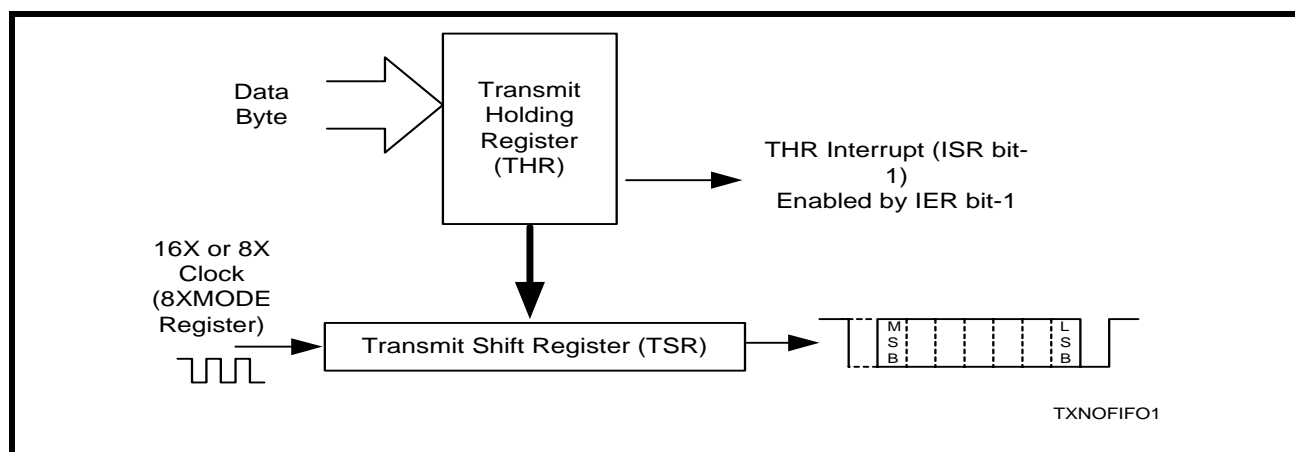 Data
Byte
Transmit
Holding
Register
(THR)
THR Interrupt (ISR bit-
1)
Enabled by IER bit-1
16X or 8X
Clock
(8XMODE
Register)
Transmit Shift Register (TSR)
M
S
B
L
S
B
TXNOFIFO1